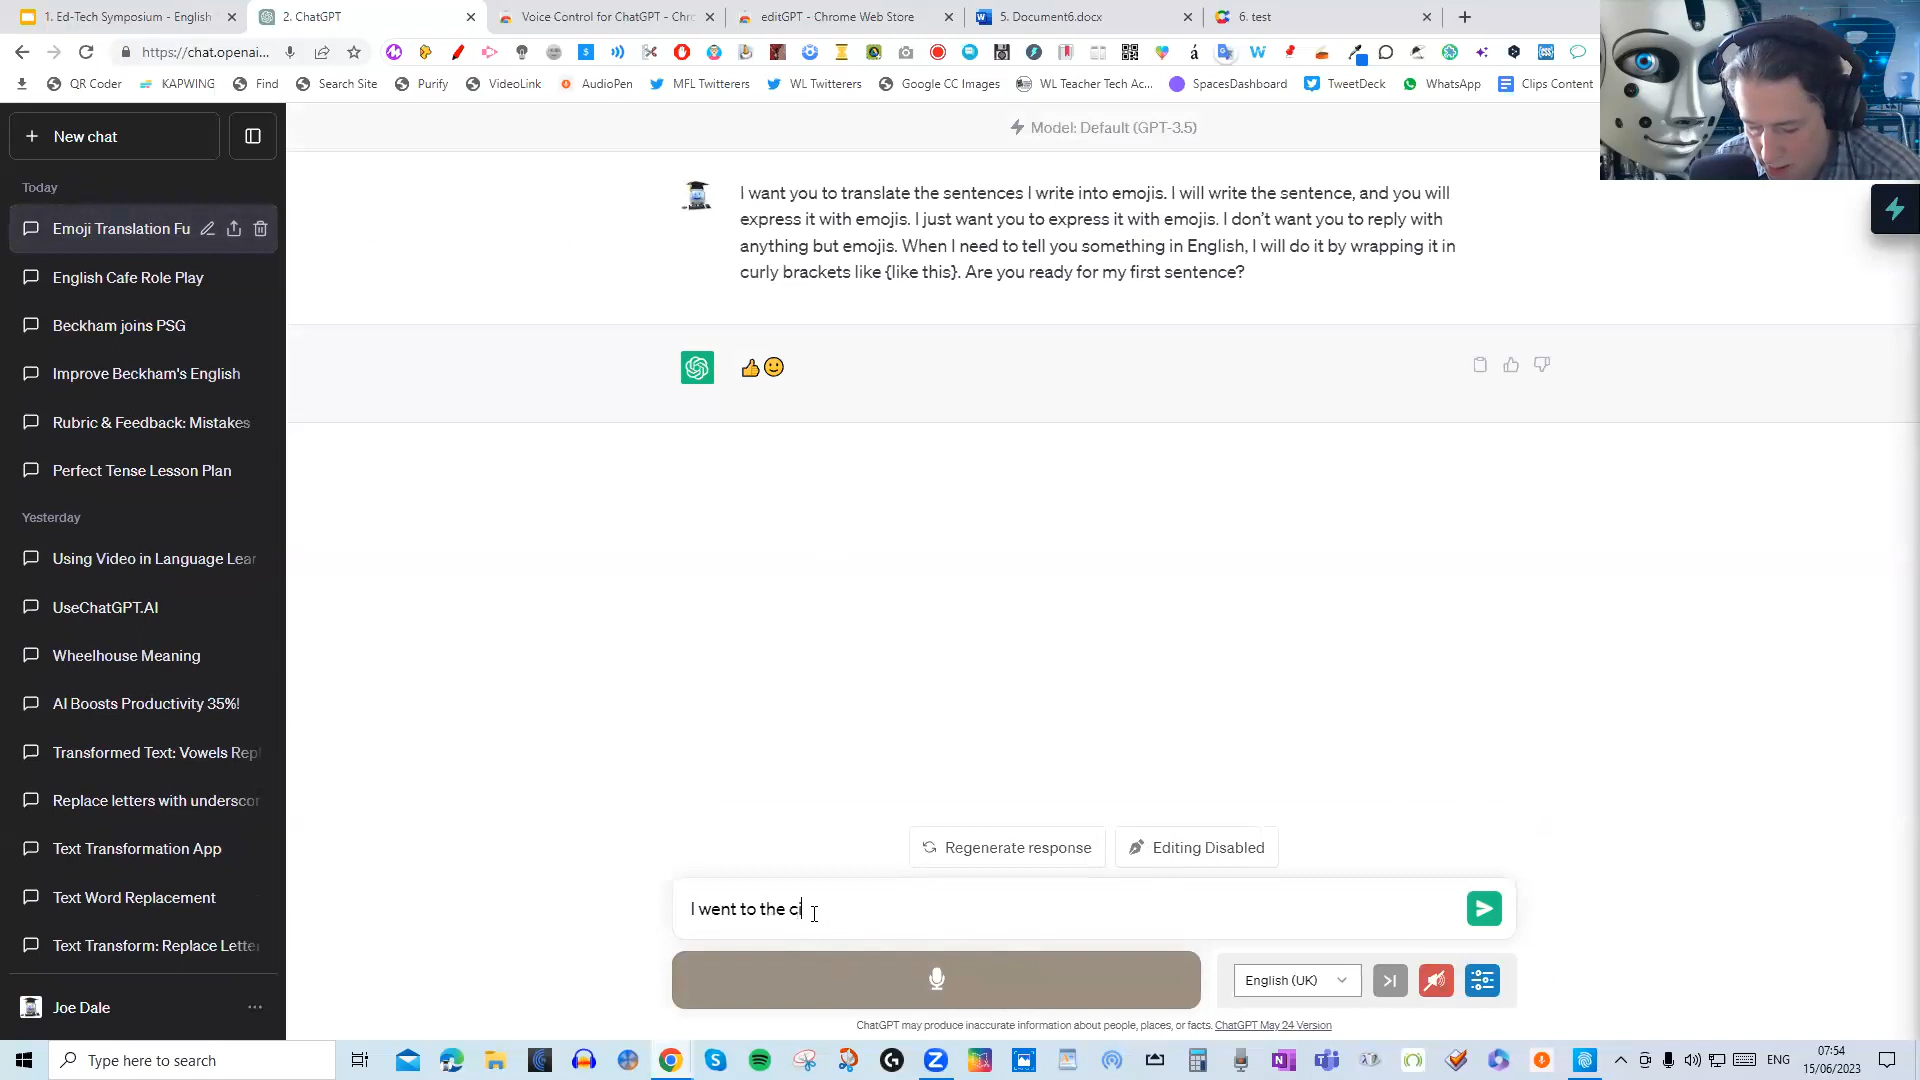 1. Ed-Tech Symposium - English
2. ChatGPT
Voice Control for ChatGPT - Chro
editGPT - Chrome Web Store
5. Document6.docx
6. test
https://chat.openai...
QR Coder
KAPWING
Find
Search Site
Purify
VideoLink
AudioPen
MFL Twitterers
WL Twitterers
Google CC Images
WL Teacher Tech Ac...
SpacesDashboard
TweetDeck
WhatsApp
Clips Content
New chat
Today
Emoji Translation Fu
English Cafe Role Play
Beckham joins PSG
Improve Beckham's English
Rubric & Feedback: Mistakes
Perfect Tense Lesson Plan
Yesterday
Using Video in Language Lear
UseChatGPT.AI
Wheelhouse Meaning
AI Boosts Productivity 35%!
Transformed Text: Vowels Repl
Replace letters with underscor
Text Transformation App
Text Word Replacement
Text Transform: Replace Letter
Joe Dale
Model: Default (GPT-3.5)
I want you to translate the sentences I write into emojis. I will write the sentence, and you will
express it with emojis. I just want you to express it with emojis. I don't want you to reply with
anything but emojis. When I need to tell you something in English, I will do it by wrapping it in
curly brackets like {like this}. Are you ready for my first sentence?
👍🙂
Regenerate response
Editing Disabled
I went to the ci
English (UK)
ChatGPT may produce inaccurate information about people, places, or facts. ChatGPT May 24 Version
Type here to search
ENG
07:54
15/06/2023